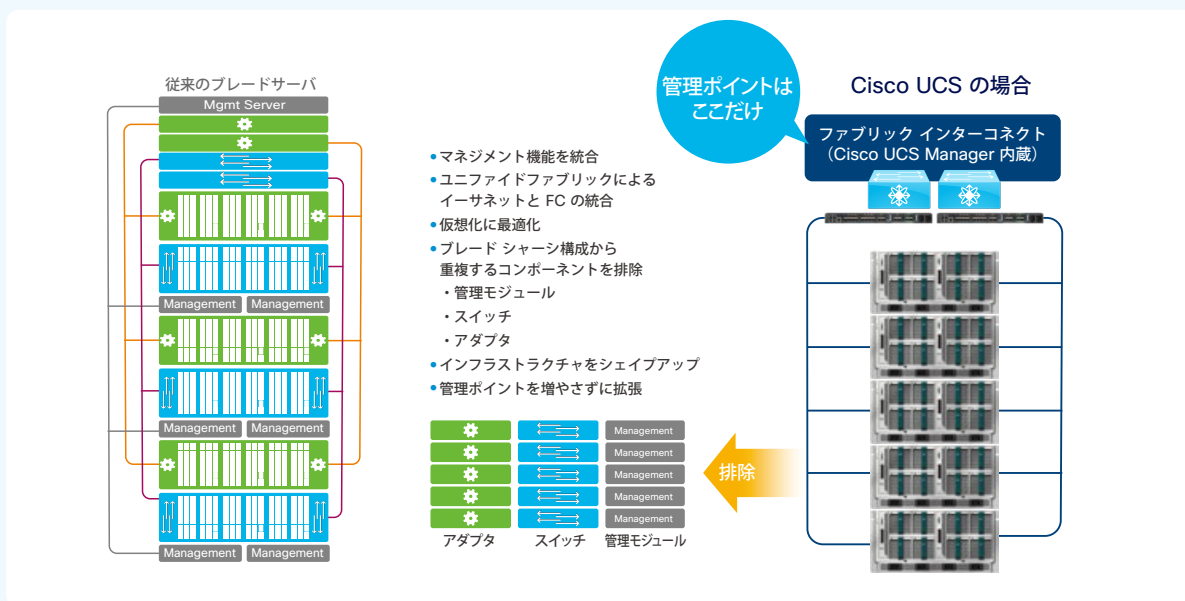 従来のブレードサーバ
Mgmt Server
Management Management
Management Management
Management Management
・マネジメント機能を統合
・ユニファイドファブリックによる
イーサネットと FC の統合
・仮想化に最適化
・ブレード シャーシ構成から
重複するコンポーネントを排除
・管理モジュール
・スイッチ
・アダプタ
・インフラストラクチャをシェイプアップ
・管理ポイントを増やさずに拡張
Management
Management
Management
Management
Management
アダプタ スイッチ 管理モジュール
排除
管理ポイントは
ここだけ
Cisco UCS の場合
ファブリック インターコネクト
（Cisco UCS Manager 内蔵）